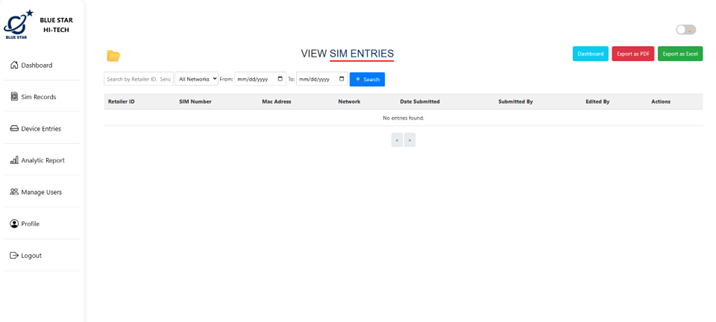 BLUE STAR
HI-TECH
BLUE STAR
Dashboard
Sim Records
Device Entries
Analytic Report
Manage Users
Profile
Logout
VIEW SIM ENTRIES
Dashboard Export as PDF Export as Excel
Search by Retailer ID, All Networks From: mm/dd/yyyy To: mm/dd/yyyy Search
Retailer ID SIM Number Mac Adress Network Date Submitted Submitted By Edited By Actions
No entries found.
« »